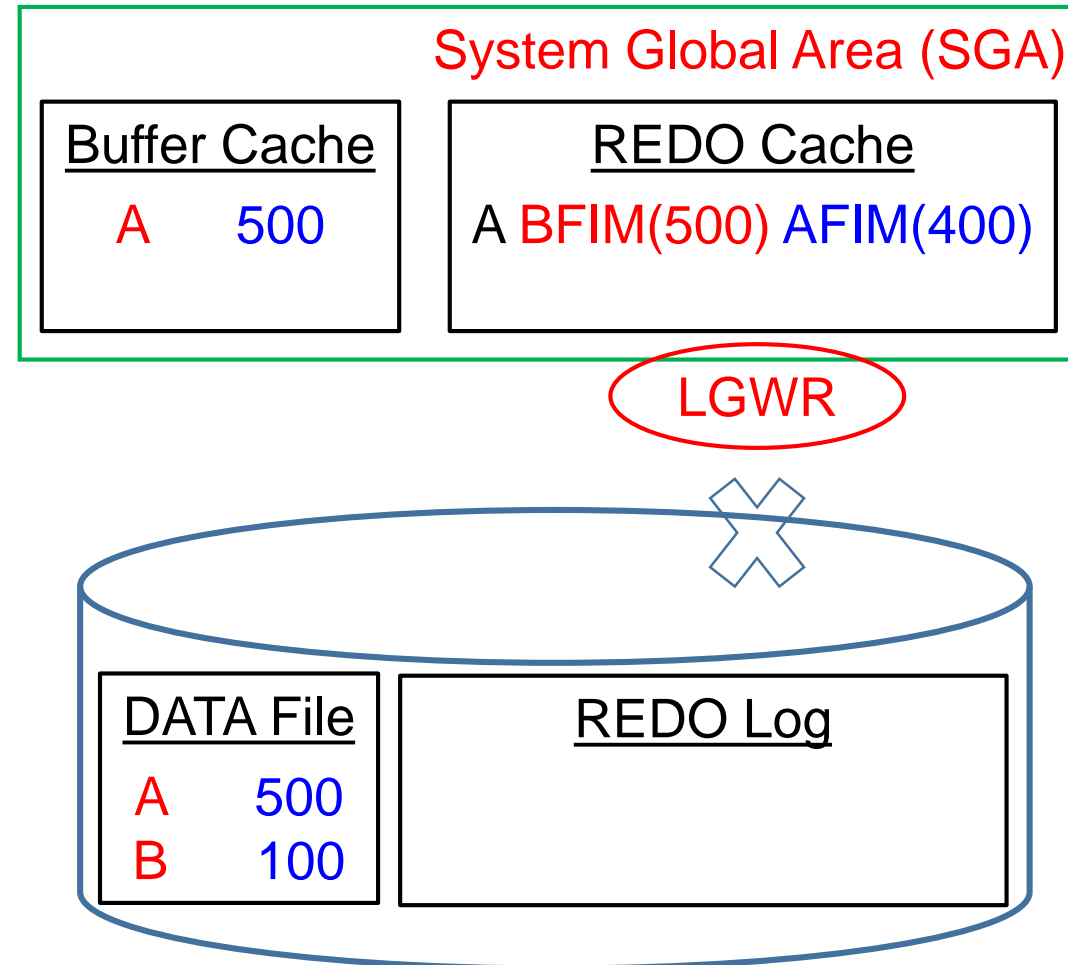 System Global Area (SGA)
Buffer Cache
A 500
REDO Cache
A BFIM(500) AFIM(400)
LGWR
DATA File
A 500
B 100
REDO Log